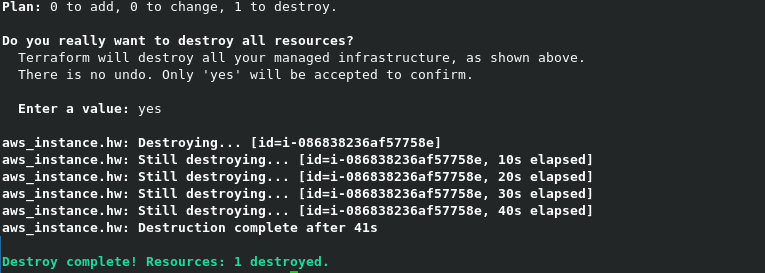 Plan: 0 to add, 0 to change, 1 to destroy.
Do you really want to destroy all resources?
Terraform will destroy all your managed infrastructure, as shown above.
There is no undo. Only 'yes' will be accepted to confirm.
Enter a value: yes
aws_instance.hw: Destroying... [id=i-086838236af57758e]
aws_instance.hw: Still destroying... [id=i-086838236af57758e, 10s elapsed]
aws_instance.hw: Still destroying... [id=i-086838236af57758e, 20s elapsed]
aws_instance.hw: Still destroying... [id=i-086838236af57758e, 30s elapsed]
aws_instance.hw: Still destroying... [id=i-086838236af57758e, 40s elapsed]
aws_instance.hw: Destruction complete after 41s
Destroy complete! Resources: 1 destroyed.